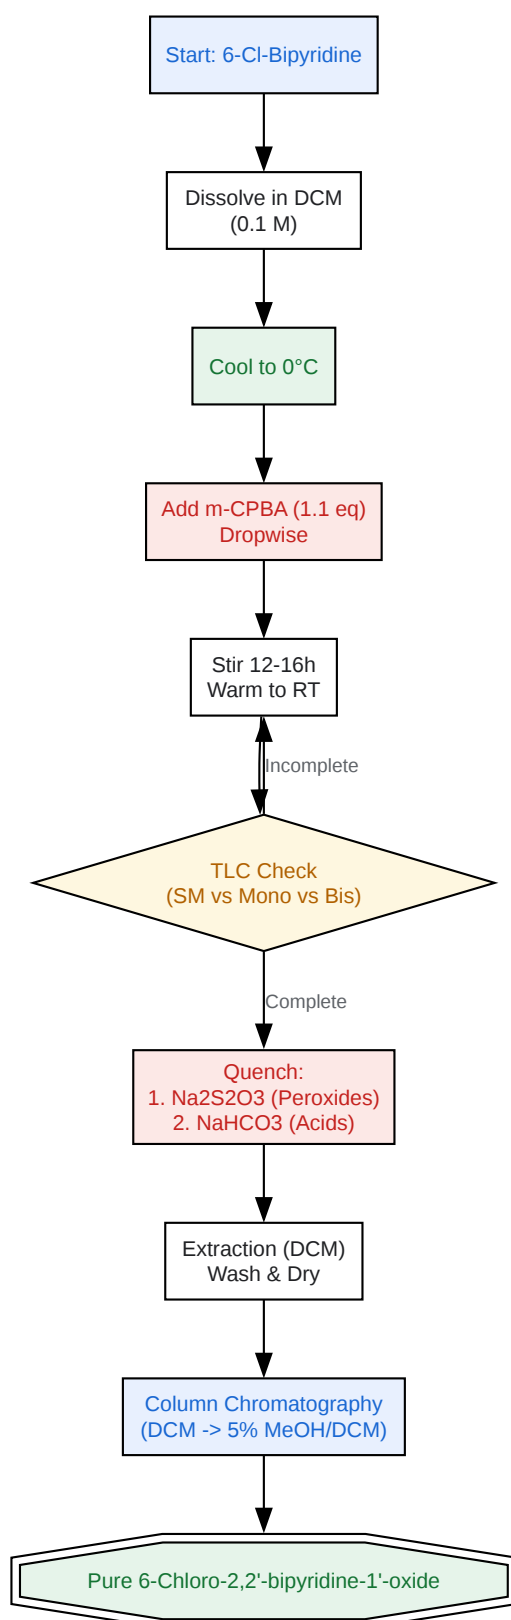 Start: 6-Cl-Bipyridine
Dissolve in DCM
(0.1 M)
Cool to 0°C
Add m-CPBA (1.1 eq)
Dropwise
Stir 12-16h
Warm to RT
Incomplete
TLC Check
(SM vs Mono vs Bis)
Complete
Quench:
1. Na2S2O3 (Peroxides)
2. NaHCO3 (Acids)
Extraction (DCM)
Wash & Dry
Column Chromatography
(DCM -> 5% MeOH/DCM)
Pure 6-Chloro-2,2'-bipyridine-1'-oxide